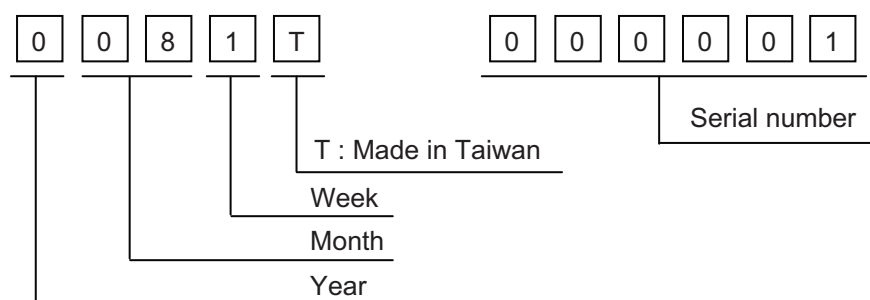 0 0 8 1 T 0 0 0 0 0 1
Serial number
T : Made in Taiwan
Week
Month
Year